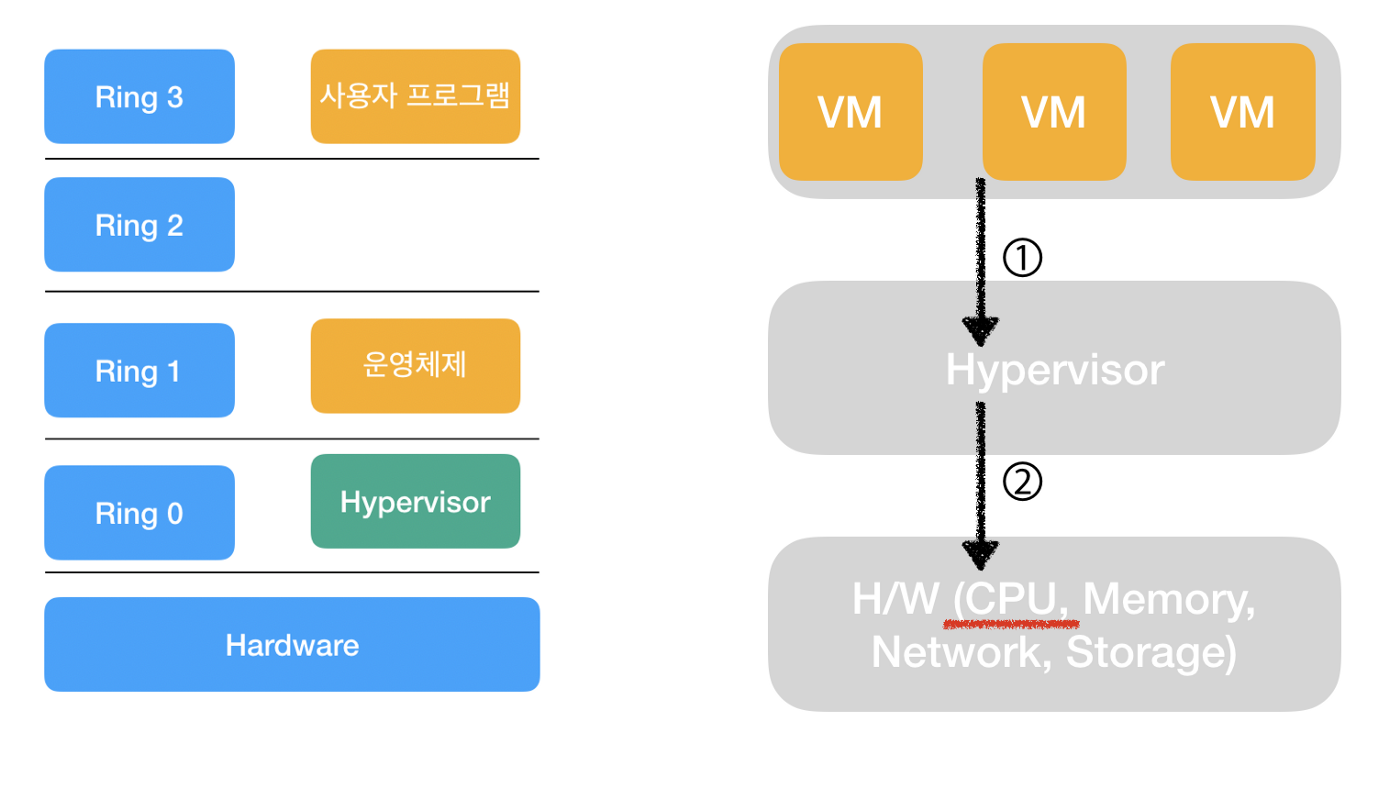 Ring 3
사용자 프로그램
Ring 2
Ring 1
운영체제
Ring 0
Hypervisor
Hardware
VM
VM
VM
①
Hypervisor
②
H/W (CPU, Memory,
Network, Storage)